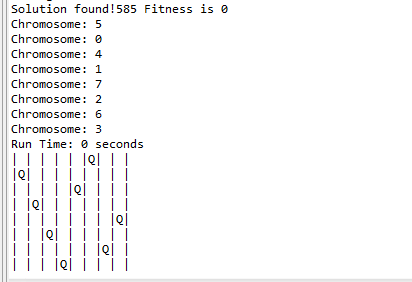 Solution found!585 Fitness is 0
Chromosome: 5
Chromosome: 0
Chromosome: 4
Chromosome: 1
Chromosome: 7
Chromosome: 2
Chromosome: 6
Chromosome: 3
Run Time: 0 seconds
| | | | | |Q| | |
|Q| | | | | | | |
| | | | |Q| | | |
| |Q| | | | | | |
| | | | | | | |Q|
| | |Q| | | | | |
| | | | | | |Q| |
| | | |Q| | | | |